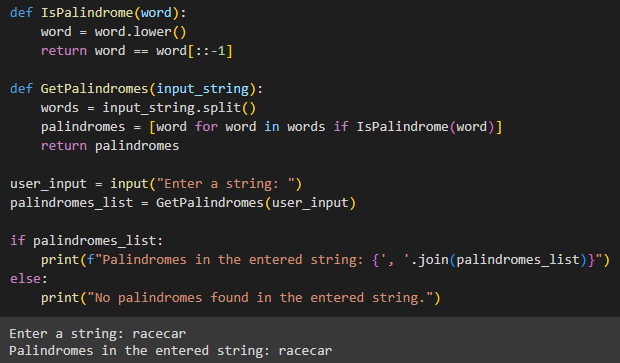 def IsPalindrome(word):
    word = word.lower()
    return word == word[::-1]

def GetPalindromes(input_string):
    words = input_string.split()
    palindromes = [word for word in words if IsPalindrome(word)]
    return palindromes

user_input = input("Enter a string: ")
palindromes_list = GetPalindromes(user_input)

if palindromes_list:
    print(f"Palindromes in the entered string: {', '.join(palindromes_list)}")
else:
    print("No palindromes found in the entered string.")

Enter a string: racecar
Palindromes in the entered string: racecar